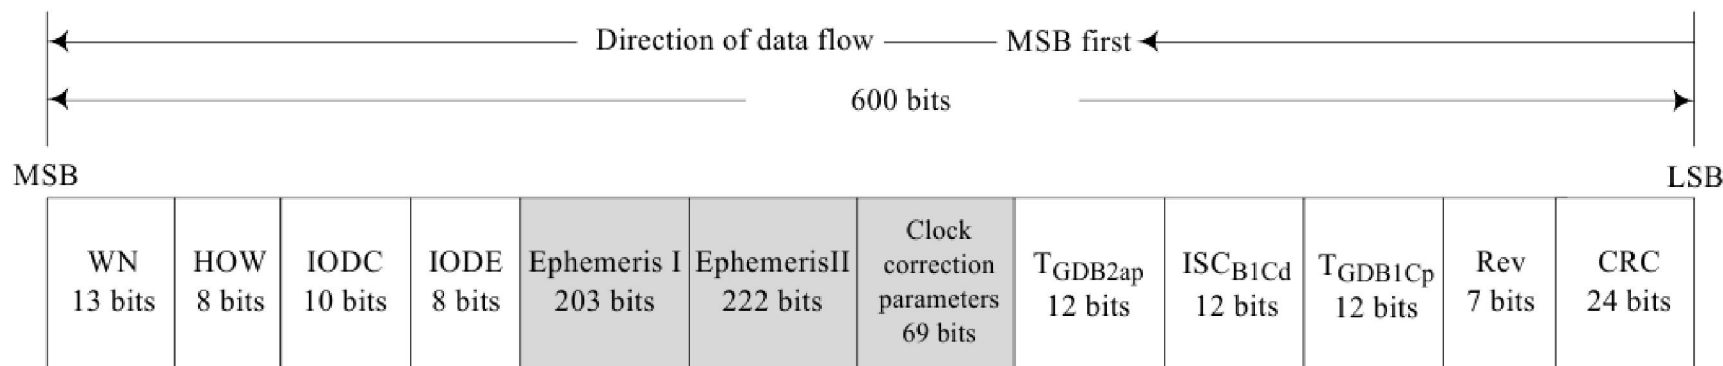 Direction of data flow MSB first
600 bits
MSB LSB
WN
13 bits
HOW
8 bits
IODC
10 bits
IODE
8 bits
Ephemeris I
203 bits
EphemerisII
222 bits
Clock
correction
parameters
69 bits
TGDB2ap
12 bits
ISCB1Cd
12 bits
TGDB1Cp
12 bits
Rev
7 bits
CRC
24 bits